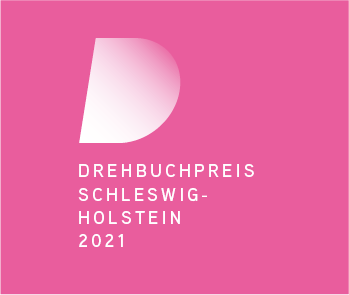 DREHBUCHPREIS
SCHLESWIG-
HOLSTEIN
2021